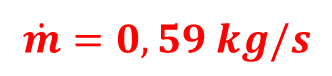 ṁ = 0, 59 kg/s